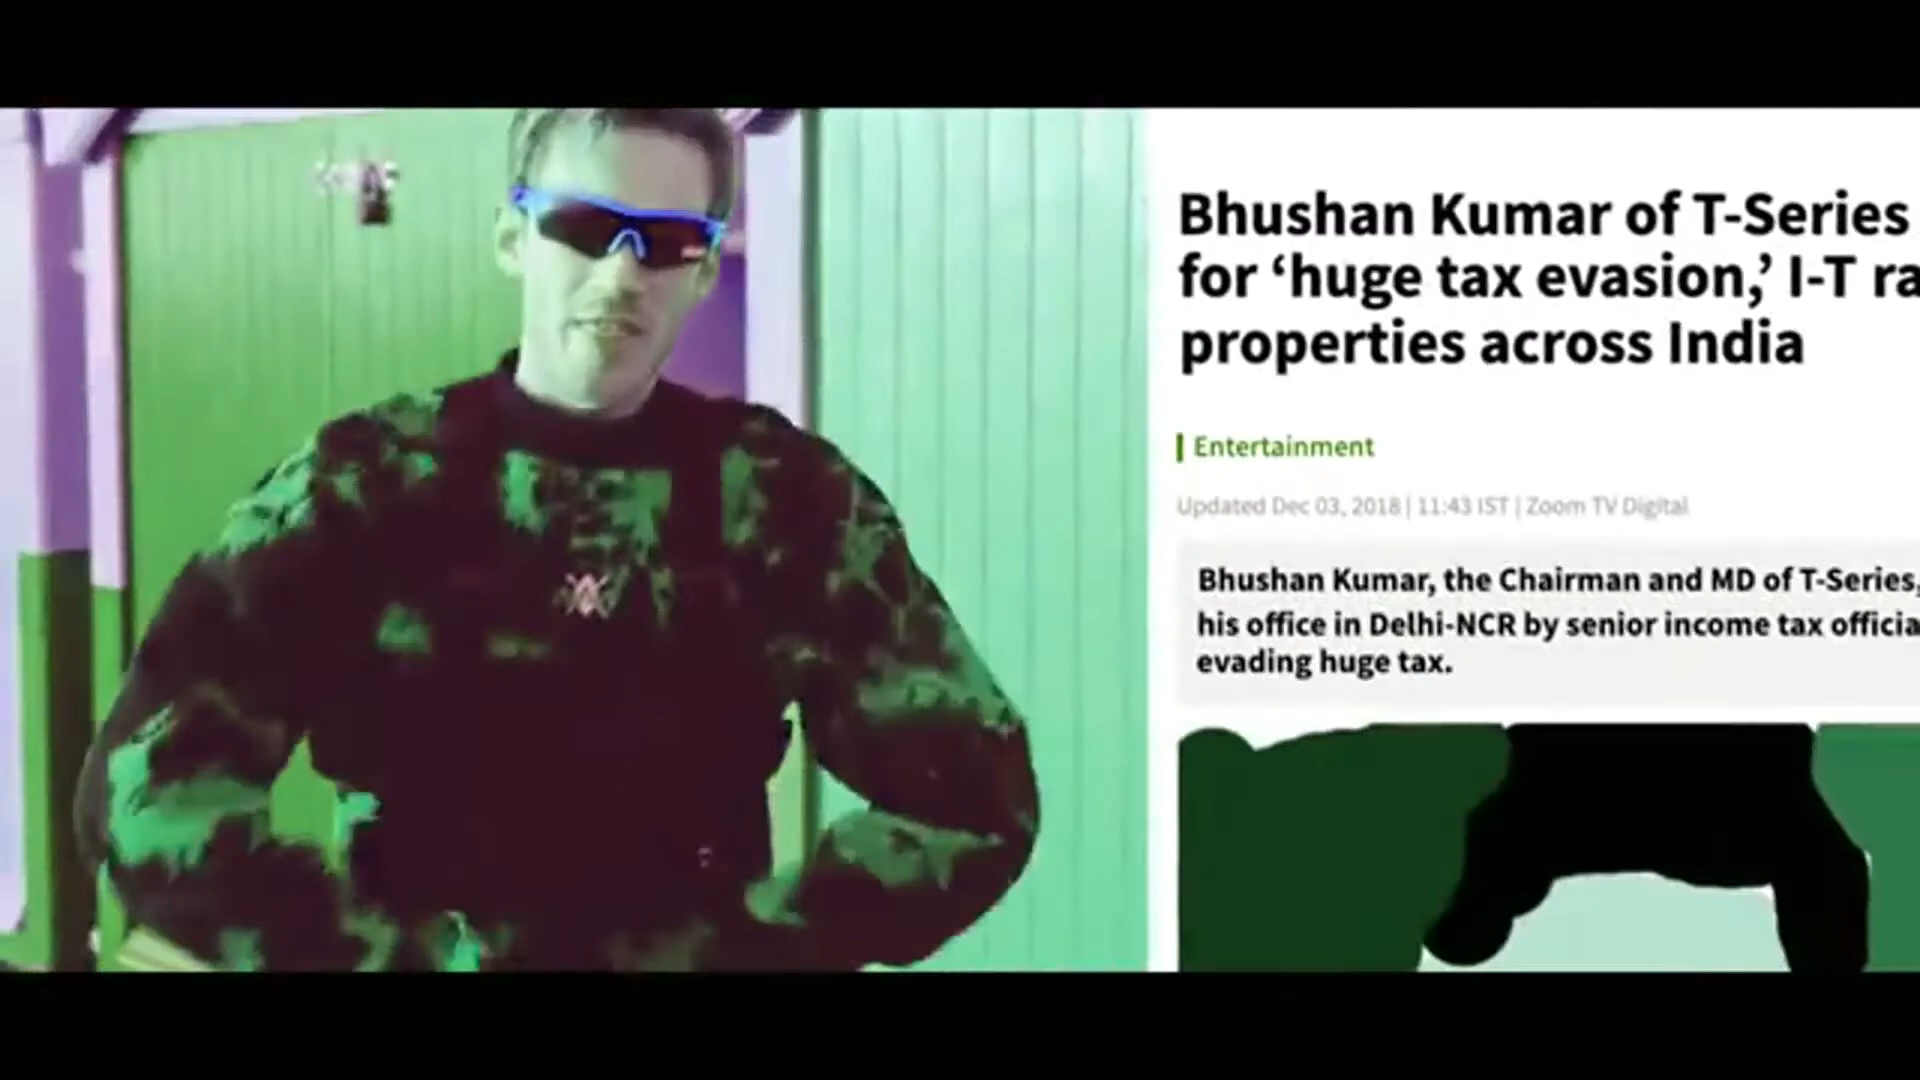 Bhushan Kumar of T-Series
for ‘huge tax evasion,’ I-T ra
properties across India
Entertainment
Updated Dec 03, 2018 | 11:43 IST | Zoom TV Digital
Bhushan Kumar, the Chairman and MD of T-Series,
his office in Delhi-NCR by senior income tax officia
evading huge tax.